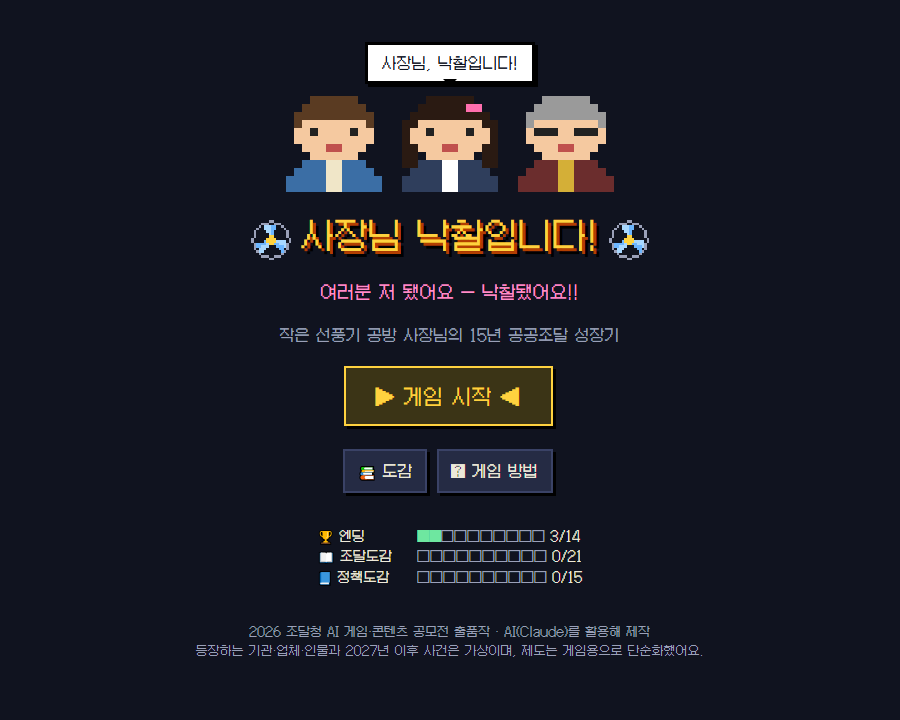 사장님, 낙찰입니다!
사장님 낙찰입니다!
여러분 저 됐어요 — 낙찰됐어요!!
작은 선풍기 공방 사장님의 15년 공공조달 성장기
▶ 게임 시작 ◀
📚 도감
? 게임 방법
🏆 엔딩 3/14
📖 조달도감 0/21
📘 정책도감 0/15
2026 조달청 AI 게임·콘텐츠 공모전 출품작 · AI(Claude)를 활용해 제작
등장하는 기관·업체·인물과 2027년 이후 사건은 가상이며, 제도는 게임용으로 단순화했어요.